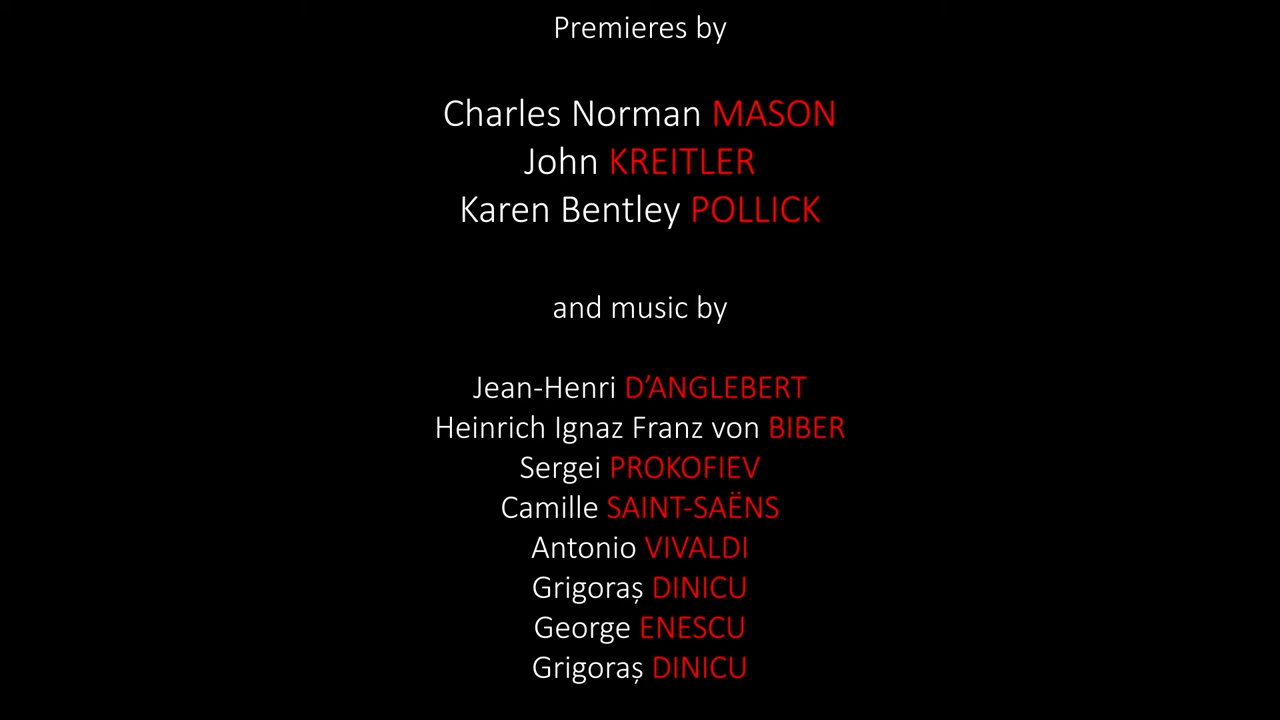 Premieres by
Charles Norman MASON
John KREITLER
Karen Bentley POLLICK
and music by
Jean-Henri D’ANGLEBERT
Heinrich Ignaz Franz von BIBER
Sergei PROKOFIEV
Camille SAINT-SAËNS
Antonio VIVALDI
Grigoraș DINICU
George ENESCU
Grigoraș DINICU